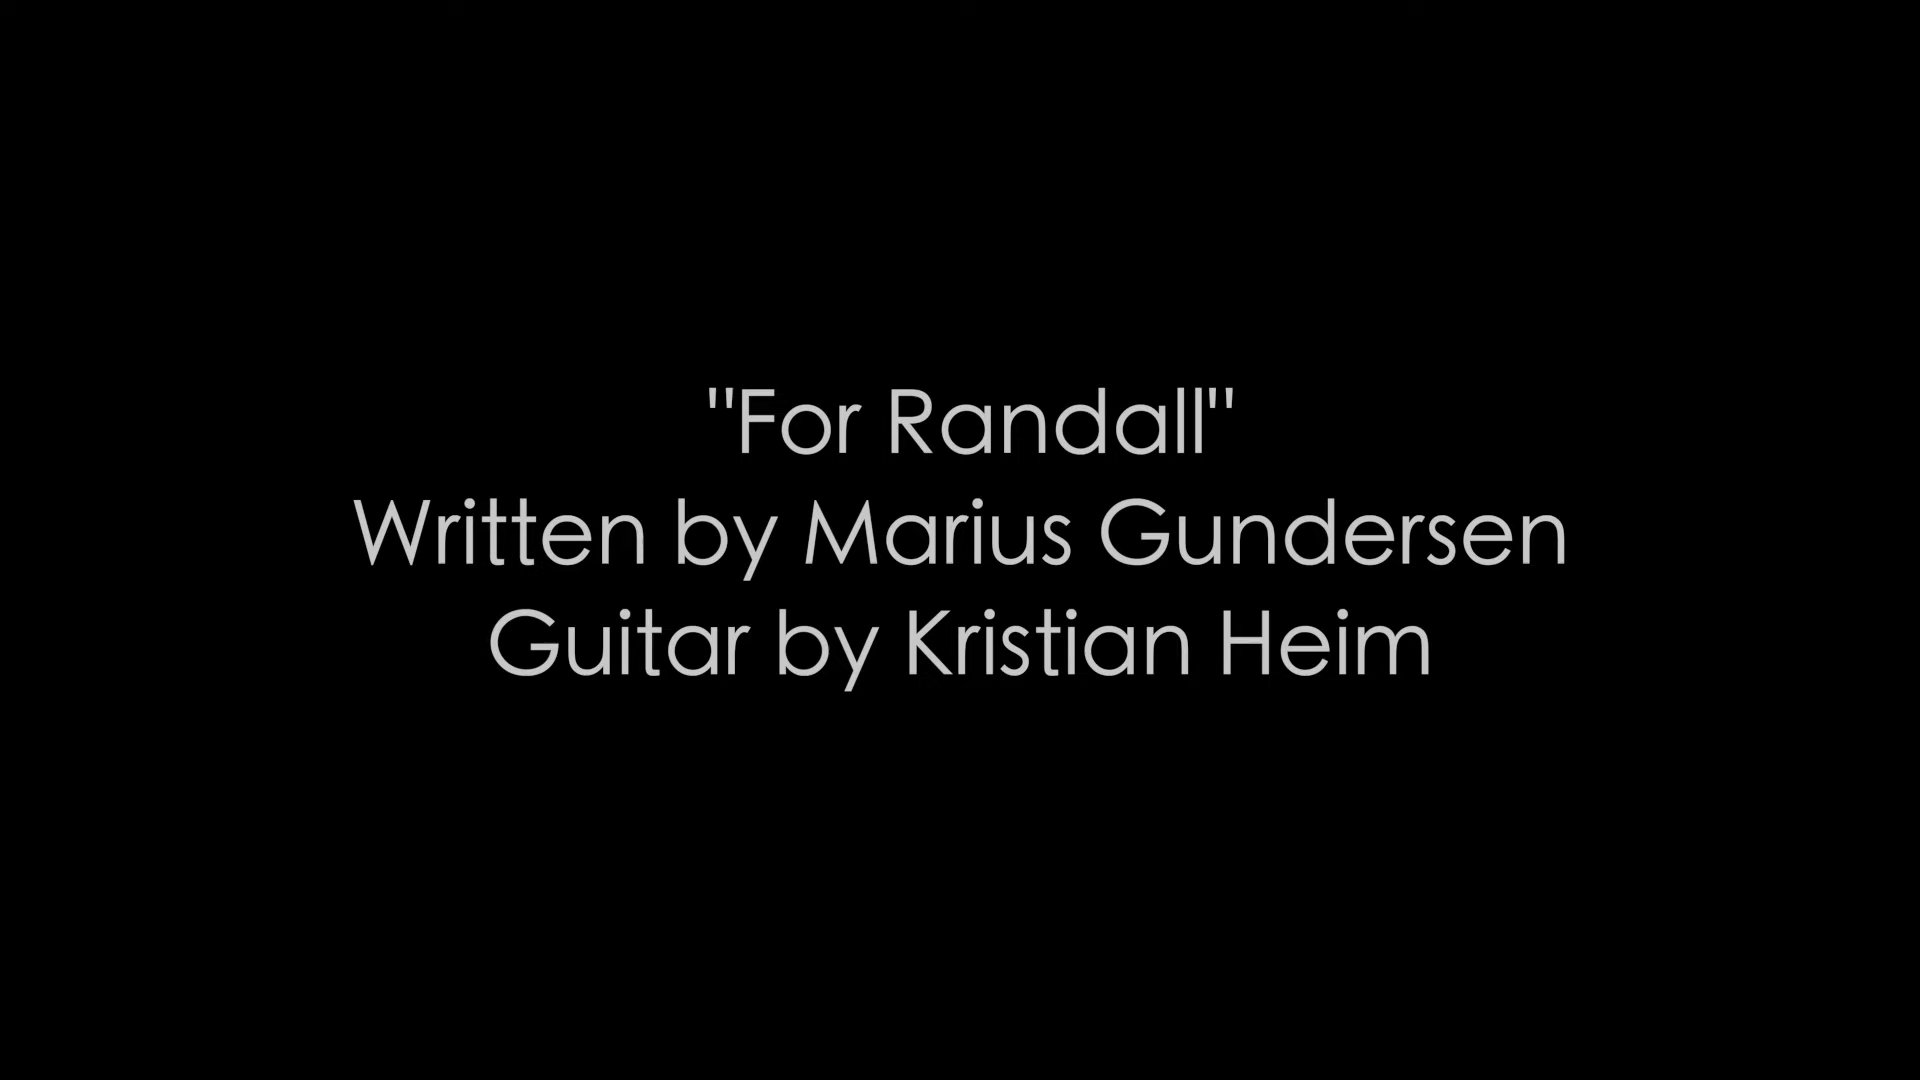 "For Randall"
Written by Marius Gundersen
Guitar by Kristian Heim